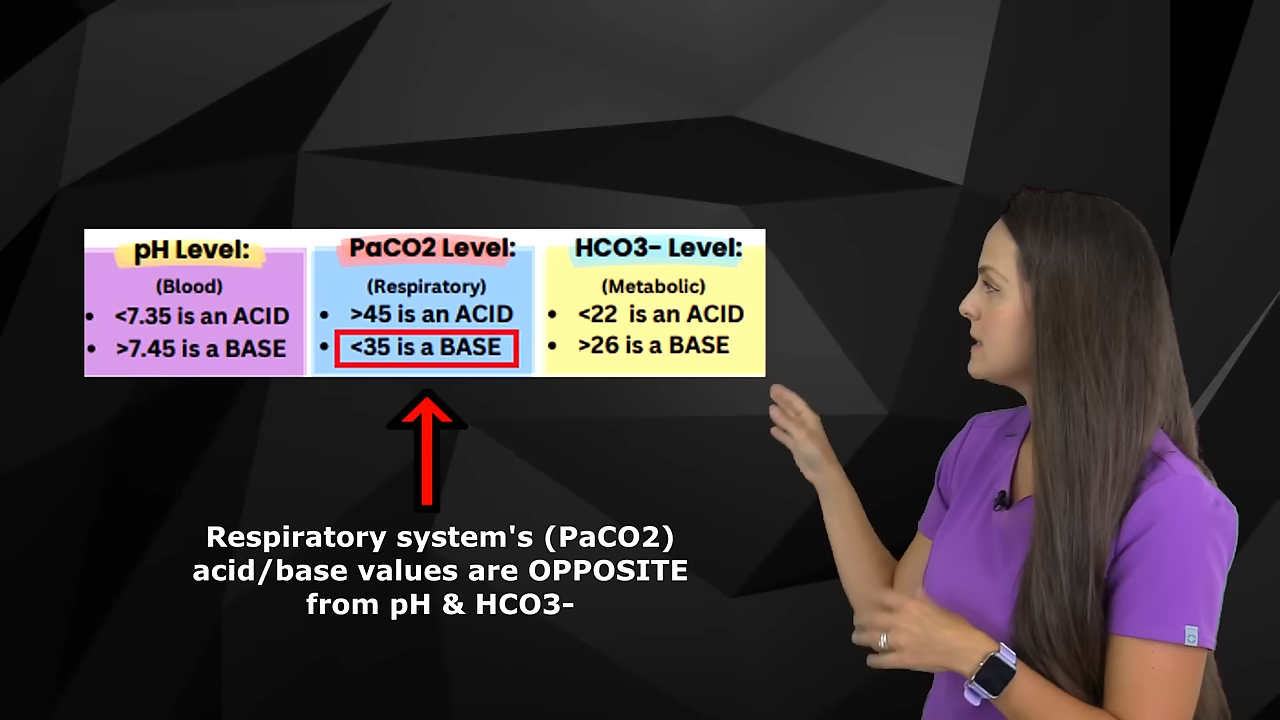 pH Level:
(Blood)
• <7.35 is an ACID
• >7.45 is a BASE
PaCO2 Level:
(Respiratory)
• >45 is an ACID
• <35 is a BASE
HCO3- Level:
(Metabolic)
• <22 is an ACID
• >26 is a BASE
Respiratory system's (PaCO2)
acid/base values are OPPOSITE
from pH & HCO3-